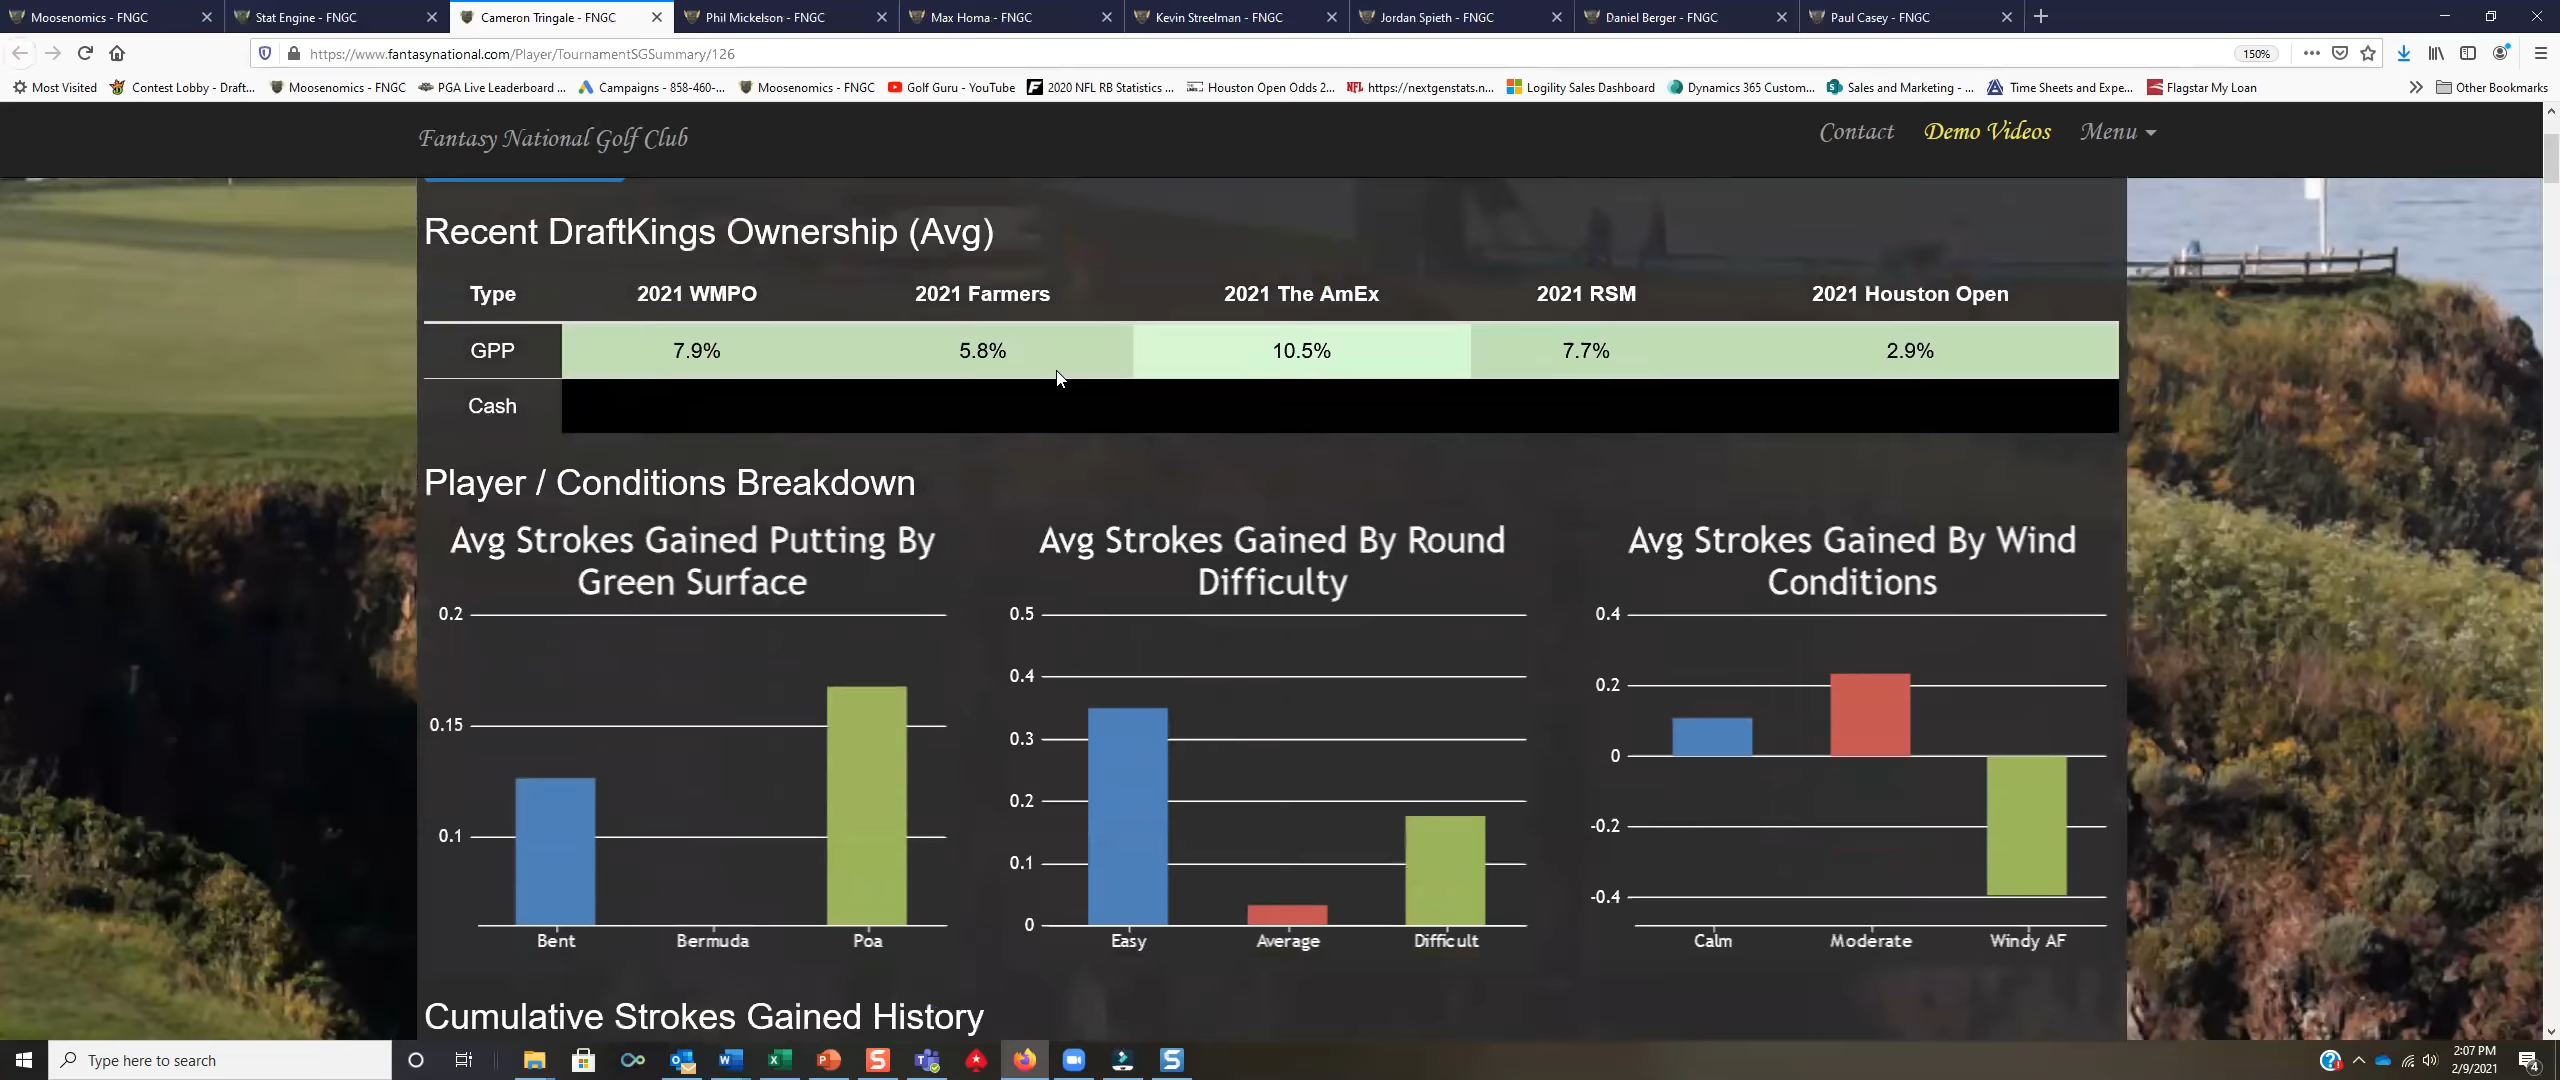 Moosenomics - FNGC
Stat Engine - FNGC
Cameron Tringale - FNGC
Phil Mickelson - FNGC
Max Homa - FNGC
Kevin Streelman - FNGC
Jordan Spieth - FNGC
Daniel Berger - FNGC
Paul Casey - FNGC
https://www.fantasynational.com/Player/TournamentSGSummary/126
150%
Most Visited
Contest Lobby - Draft...
Moosenomics - FNGC
PGA Live Leaderboard ...
Campaigns - 858-460-...
Moosenomics - FNGC
Golf Guru - YouTube
2020 NFL RB Statistics ...
Houston Open Odds 2...
https://nextgenstats.n...
Logility Sales Dashboard
Dynamics 365 Custom...
Sales and Marketing - ...
Time Sheets and Expe...
Flagstar My Loan
Other Bookmarks
Fantasy National Golf Club
Contact
Demo Videos
Menu
Recent DraftKings Ownership (Avg)
Type 2021 WMPO 2021 Farmers 2021 The AmEx 2021 RSM 2021 Houston Open
GPP 7.9% 5.8% 10.5% 7.7% 2.9%
Cash
Player / Conditions Breakdown
Avg Strokes Gained Putting By
Green Surface
0.2
0.15
0.1
Bent Bermuda Poa
Avg Strokes Gained By Round
Difficulty
0.5
0.4
0.3
0.2
0.1
0
Easy Average Difficult
Avg Strokes Gained By Wind
Conditions
0.4
0.2
0
-0.2
-0.4
Calm Moderate Windy AF
Cumulative Strokes Gained History
Type here to search
2:07 PM
2/9/2021
4